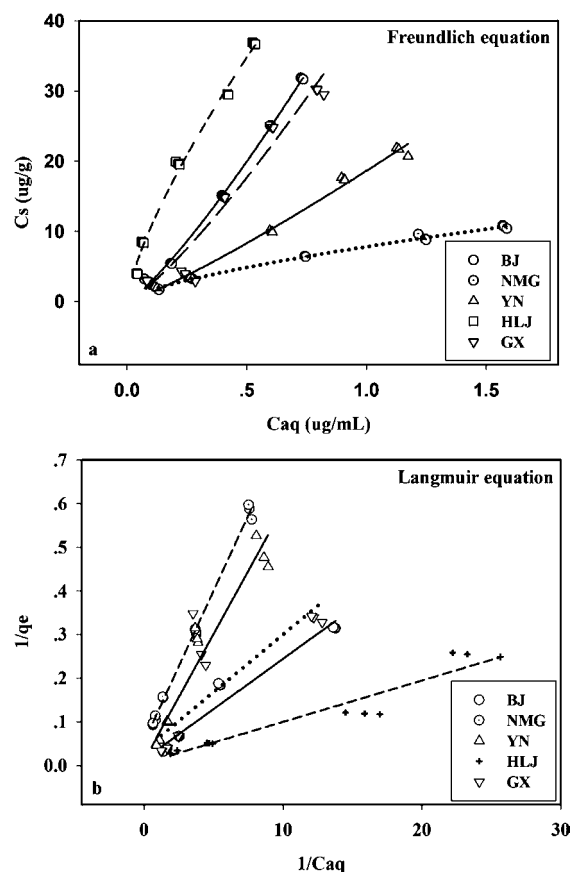 Freundlich equation
40
30
20
10
0
Cs (ug/g)
BJ
NMG
YN
HLJ
GX
a
0.0
0.5
1.0
1.5
Caq (ug/mL)
Langmuir equation
.7
.6
.5
.4
.3
.2
.1
0.0
1/qe
BJ
NMG
YN
HLJ
GX
b
0
10
20
30
1/Caq